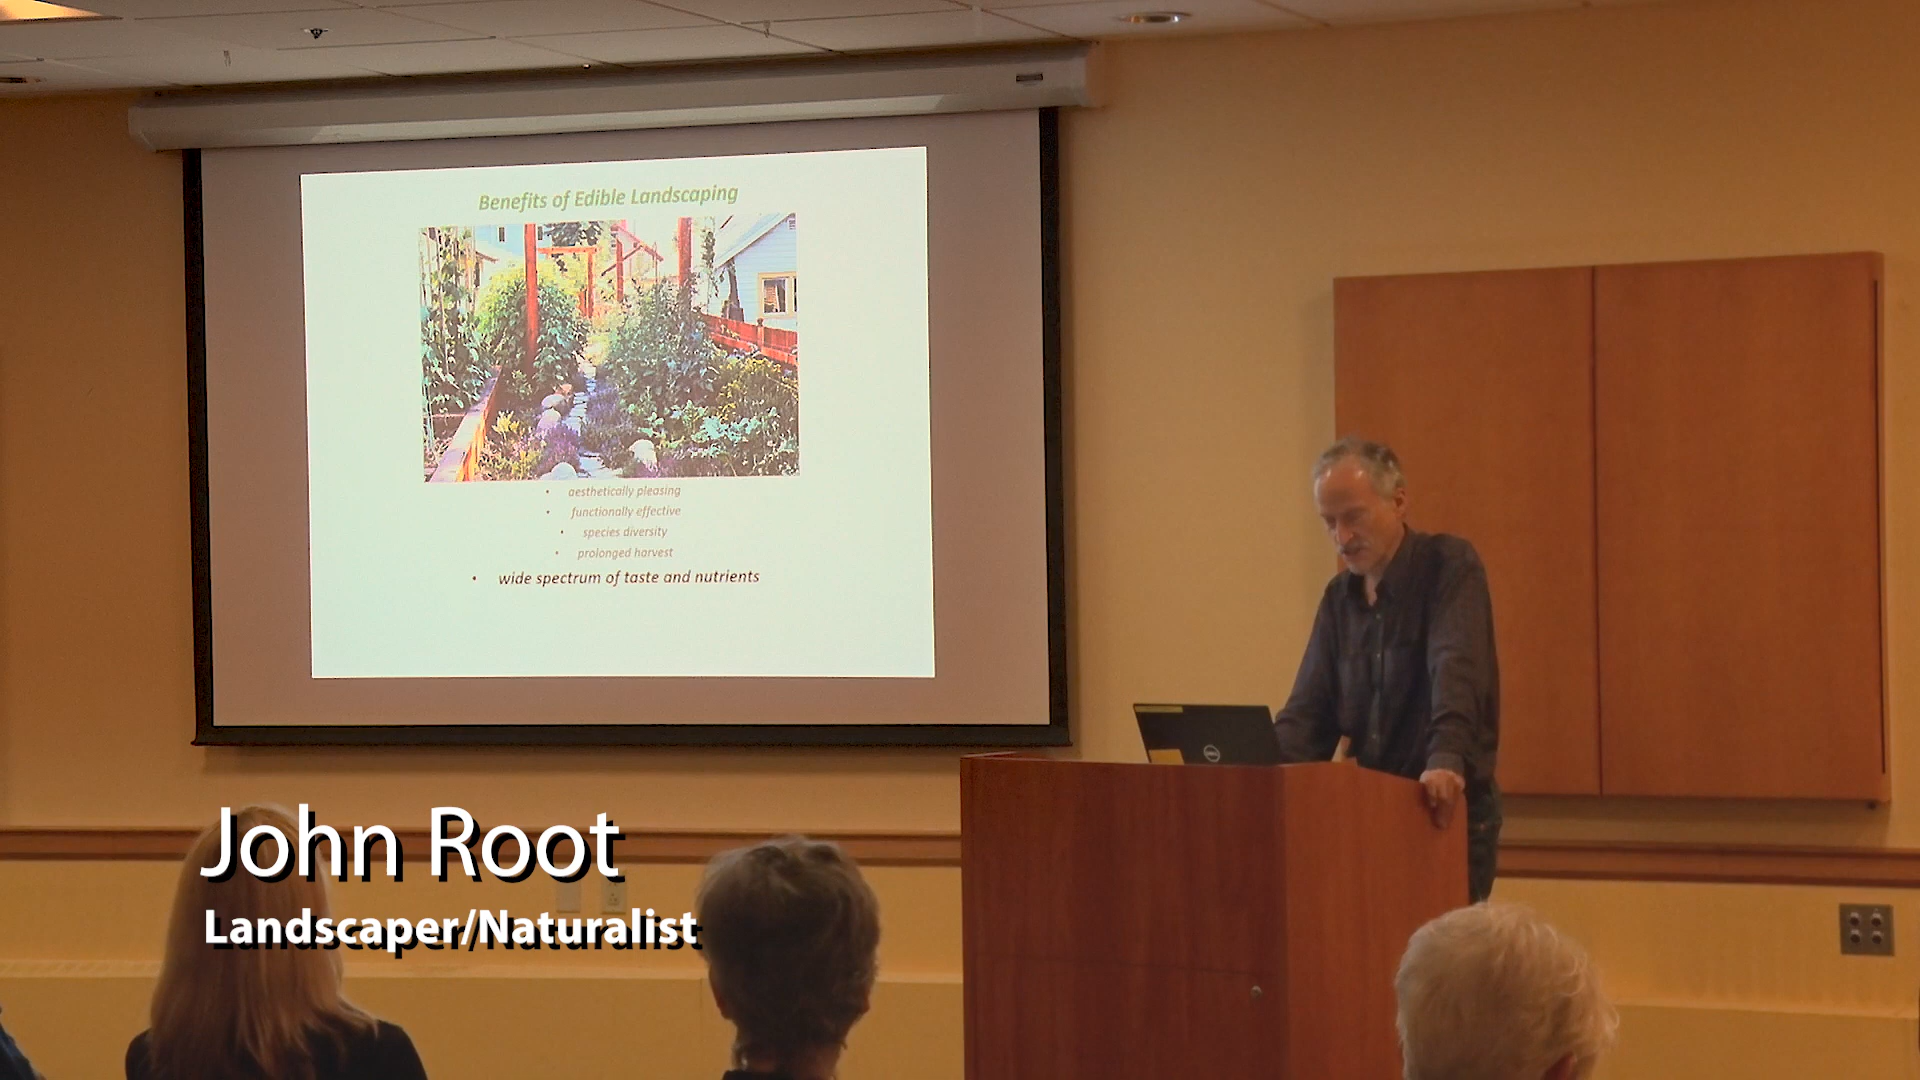 Benefits of Edible Landscaping
• aesthetically pleasing
• functionally effective
• species diversity
• prolonged harvest
• wide spectrum of taste and nutrients
DELL
John Root
Landscaper/Naturalist